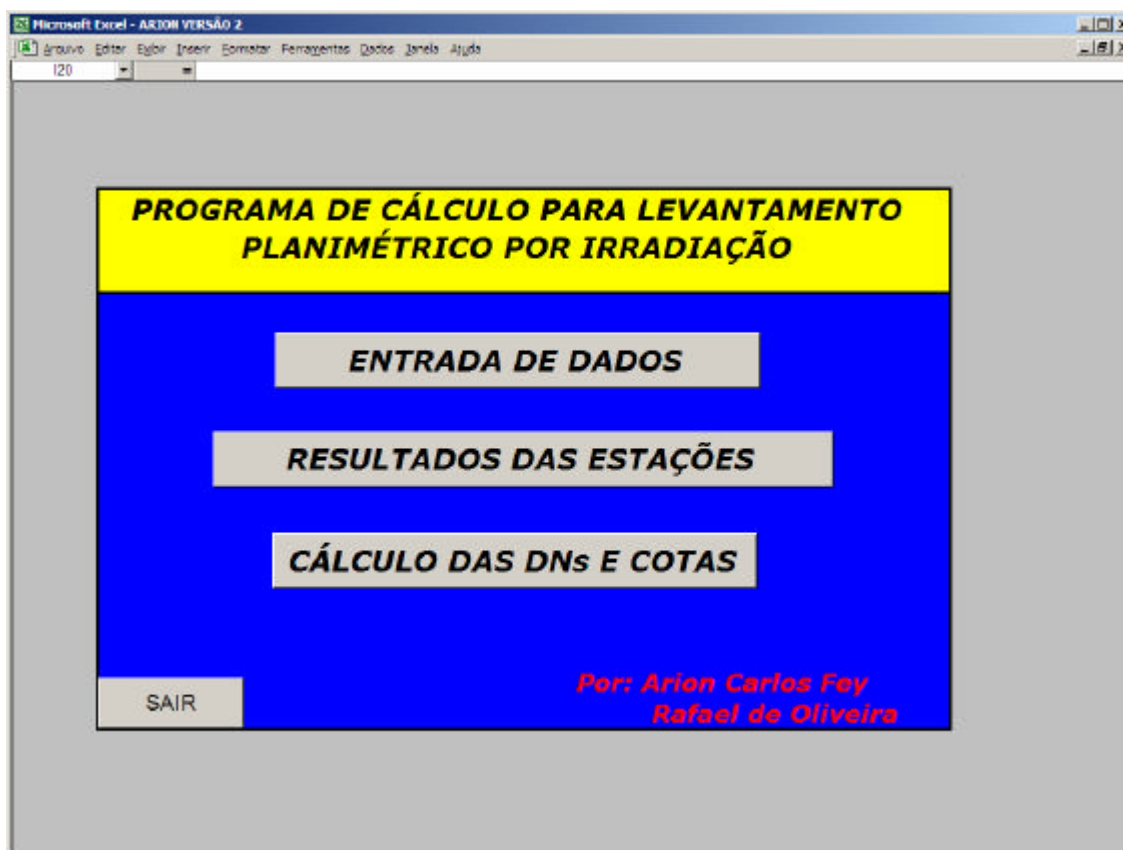 Microsoft Excel - ARION VERSÃO 2
Arquivo Editar Exibir Inserir Formatar Ferramentas Dados Janela Ajuda
I20 =
PROGRAMA DE CÁLCULO PARA LEVANTAMENTO
PLANIMÉTRICO POR IRRADIAÇÃO
ENTRADA DE DADOS
RESULTADOS DAS ESTAÇÕES
CÁLCULO DAS DNs E COTAS
SAIR
Por: Arion Carlos Fey
Rafael de Oliveira